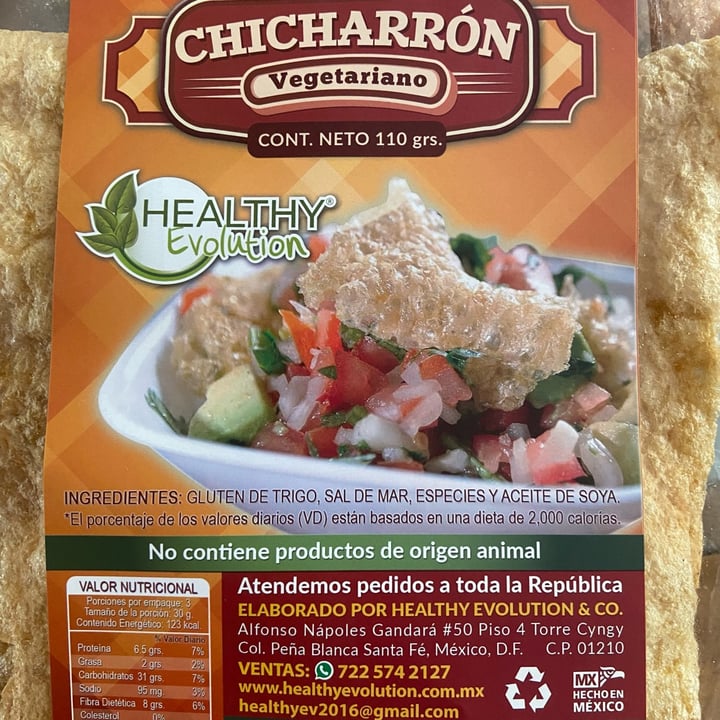 CHICHARRÓN
Vegetariano
CONT. NETO 110 grs.
HEALTHY®
Evolution
INGREDIENTES: GLUTEN DE TRIGO, SAL DE MAR, ESPECIES Y ACEITE DE SOYA.
*El porcentaje de los valores diarios (VD) están basados en una dieta de 2,000 calorías.
No contiene productos de origen animal
VALOR NUTRICIONAL
Porciones por empaque: 3
Tamaño de la porción: 30 g
Contenido Energético: 123 kcal.
% Valor Diario
Proteina 6.5 grs. 7%
Grasa 2 grs. 2%
Carbohidratos 31 grs. 7%
Sodio 95 mg. 3%
Fibra Dietética 8 grs. 6%
Colesterol 0%
Atendemos pedidos a toda la República
ELABORADO POR HEALTHY EVOLUTION & CO.
Alfonso Nápoles Gandará #50 Piso 4 Torre Cyngy
Col. Peña Blanca Santa Fé, México, D.F. C.P. 01210
VENTAS: 722 574 2127
www.healthyevolution.com.mx
healthyev2016@gmail.com
MX
HECHO EN
MÉXICO